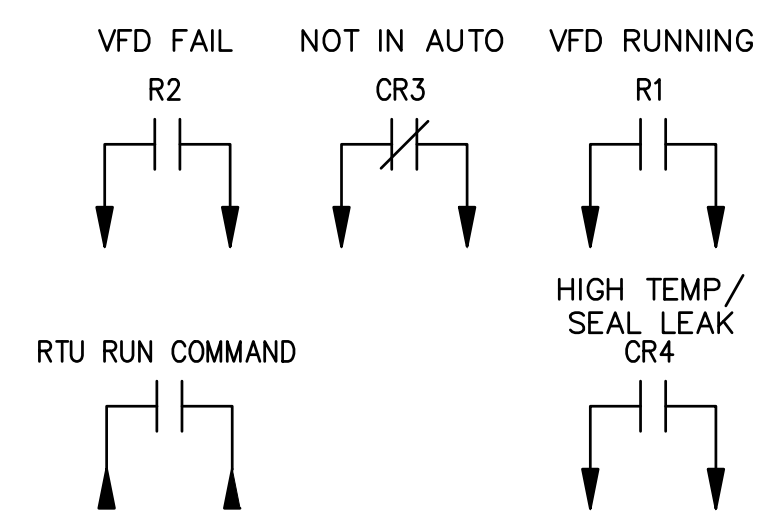 VFD FAIL
R2
NOT IN AUTO
CR3
VFD RUNNING
R1
RTU RUN COMMAND
HIGH TEMP/
SEAL LEAK
CR4